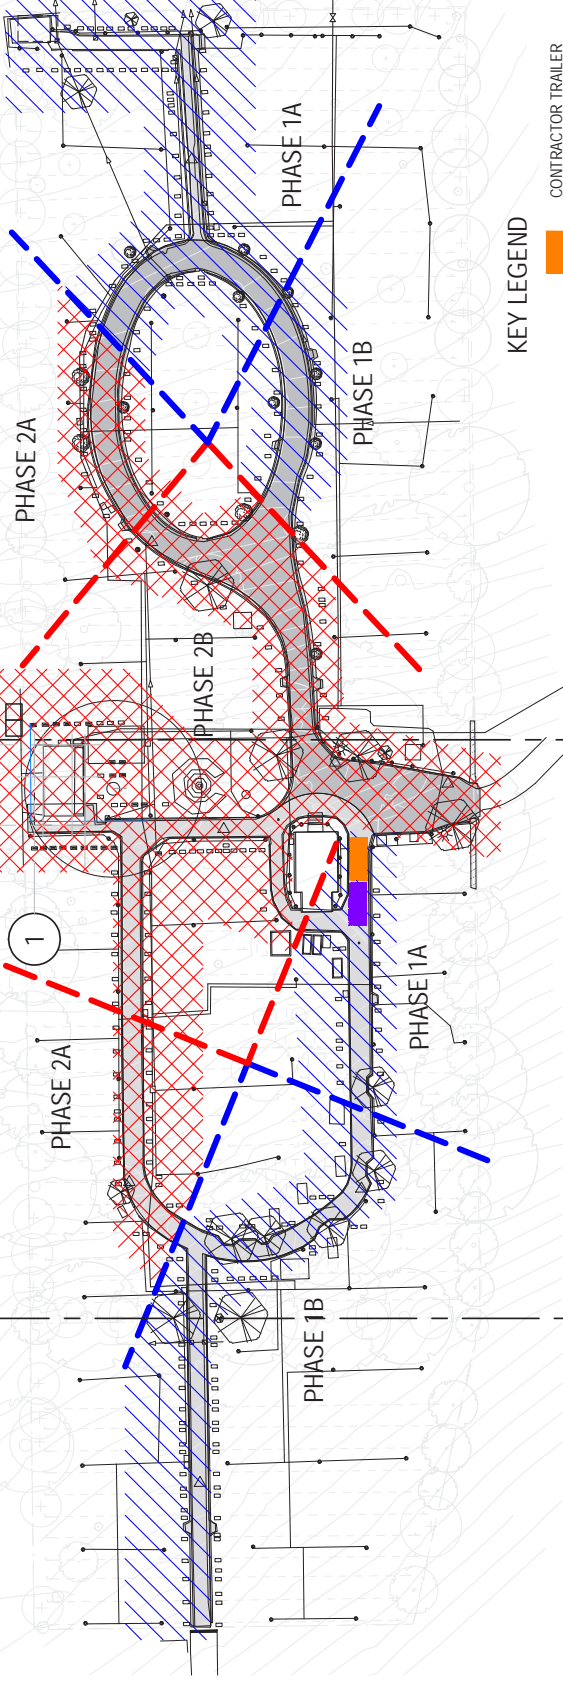 PHASE 1A
PHASE 1B
PHASE 2A
PHASE 2B
1
PHASE 2A
PHASE 1A
PHASE 1B
KEY LEGEND
CONTRACTOR TRAILER